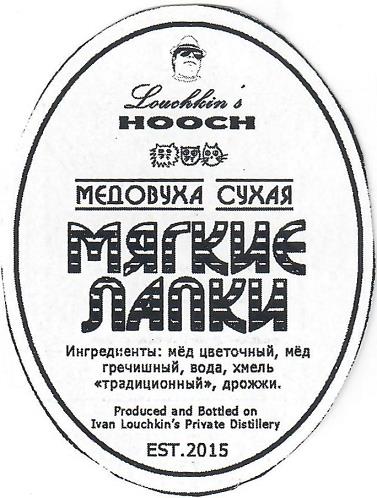 Louchkin's
HOOCH
МЕДОВУХА СУХАЯ
МЯГКИЕ
ЛАПКИ
Ингредиенты: мёд цветочный, мёд
гречишный, вода, хмель
«традиционный», дрожжи.
Produced and Bottled on
Ivan Louchkin's Private Distillery
EST.2015